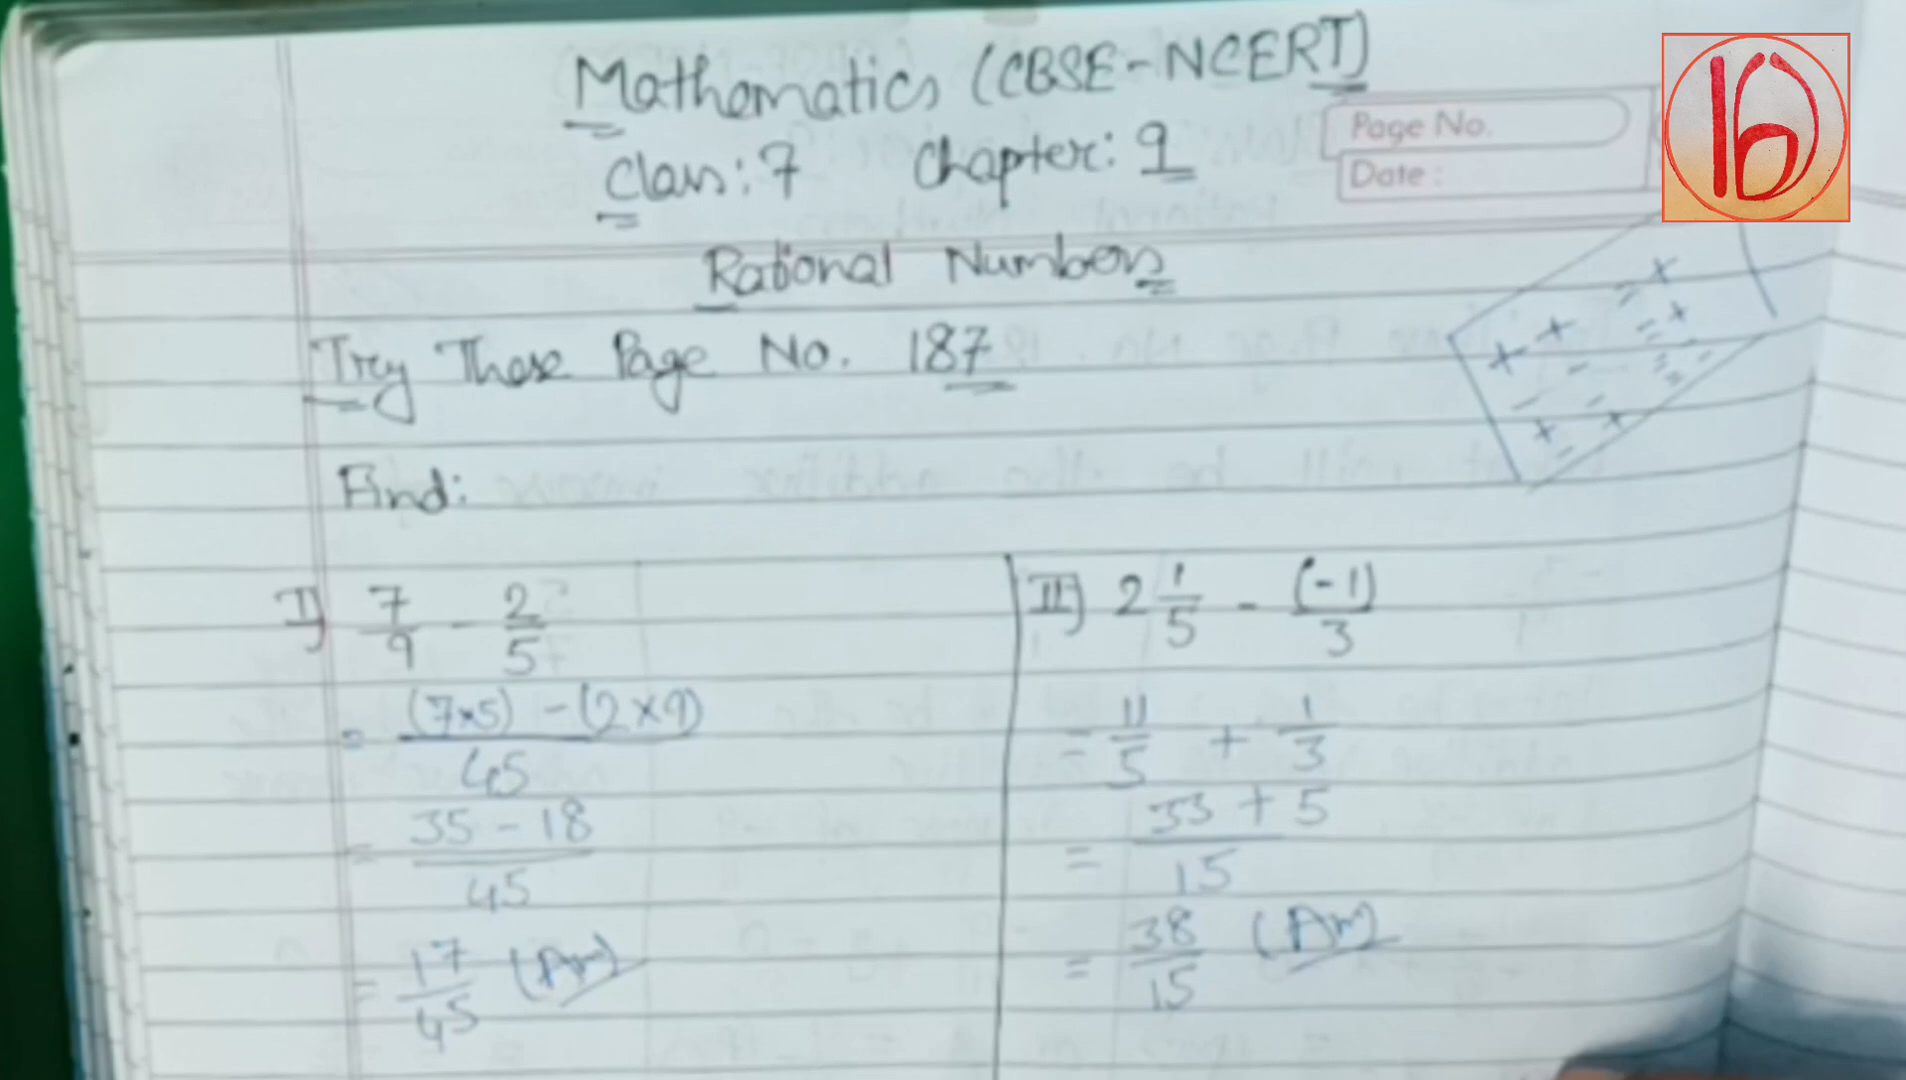 Mathematics (CBSE-NCERT)
Page No.
Class: 7 Chapter: 9
Date:
Rational Numbers
Try These Page No. 187
Find:
I) 7/9 - 2/5
= (7×5) - (2×9) / 45
= 35 - 18 / 45
= 17/45 (Ans)
II) 2 1/5 - (-1)/3
= 11/5 + 1/3
= 33 + 5 / 15
= 38/15 (Ans)